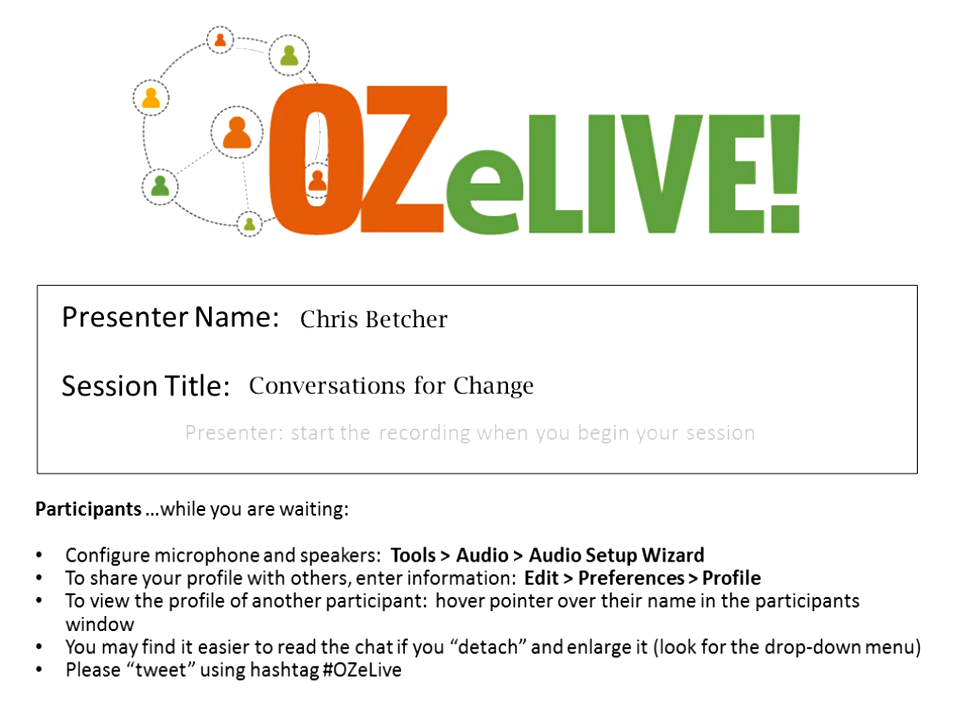 OZeLIVE!
Presenter Name: Chris Betcher
Session Title: Conversations for Change
Presenter: start the recording when you begin your session
Participants ...while you are waiting:
• Configure microphone and speakers: Tools > Audio > Audio Setup Wizard
• To share your profile with others, enter information: Edit > Preferences > Profile
• To view the profile of another participant: hover pointer over their name in the participants
window
• You may find it easier to read the chat if you “detach” and enlarge it (look for the drop-down menu)
• Please “tweet” using hashtag #OZeLive